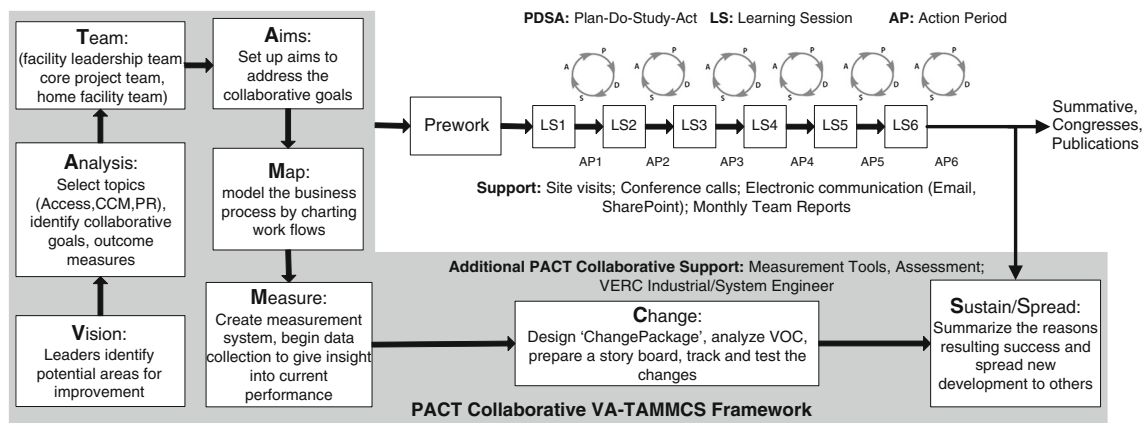 PDSA: Plan-Do-Study-Act LS: Learning Session AP: Action Period
Team:
(facility leadership team,
core project team,
home facility team)
Aims:
Set up aims to
address the
collaborative goals
Analysis:
Select topics
(Access,CCM,PR),
identify collaborative
goals, outcome
measures
Map:
model the business
process by charting
work flows
Vision:
Leaders identify
potential areas for
improvement
Measure:
Create measurement
system, begin data
collection to give insight
into current
performance
Prework
P
A
D
S
P
A
D
S
P
A
D
S
P
A
D
S
P
A
D
S
P
A
D
S
LS1
LS2
LS3
LS4
LS5
LS6
AP1
AP2
AP3
AP4
AP5
AP6
Summative,
Congresses,
Publications
Support: Site visits; Conference calls; Electronic communication (Email,
SharePoint); Monthly Team Reports
Additional PACT Collaborative Support: Measurement Tools, Assessment;
VERC Industrial/System Engineer
Change:
Design ‘ChangePackage’, analyze VOC,
prepare a story board, track and test the
changes
Sustain/Spread:
Summarize the reasons
resulting success and
spread new
development to others
PACT Collaborative VA-TAMMCS Framework